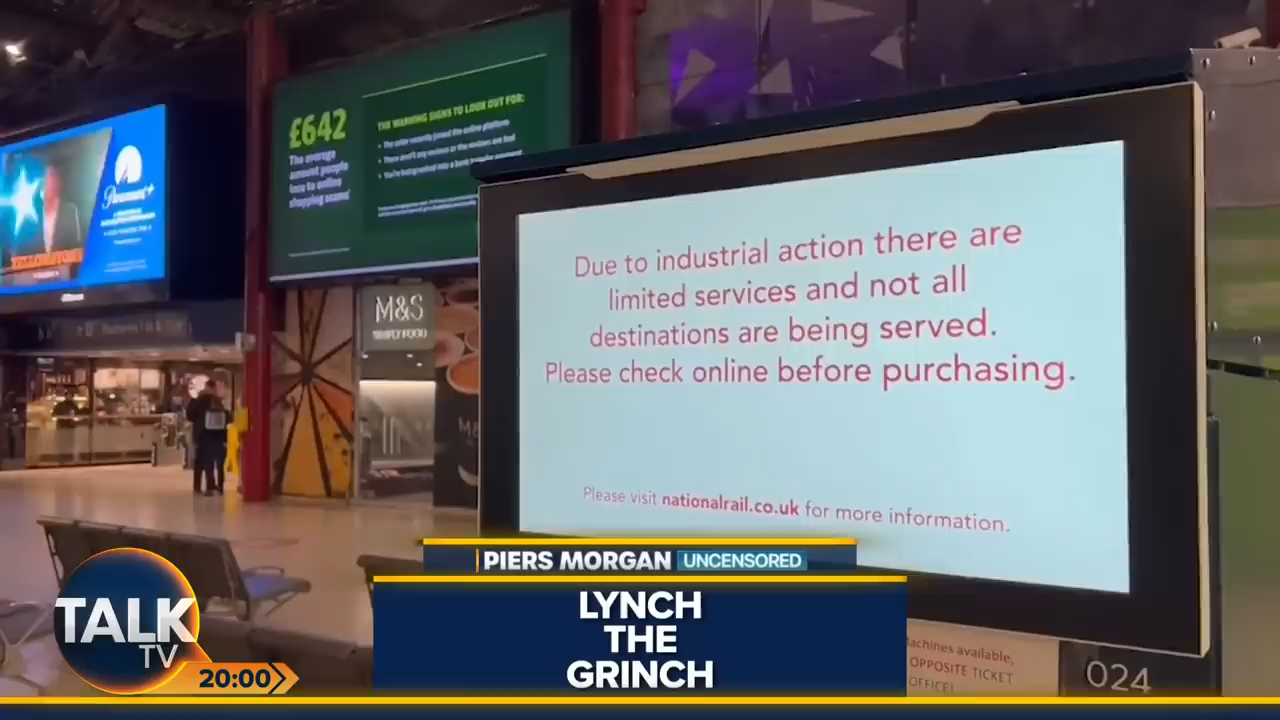 £642
The average
amount people
lose to online
shopping scams
THE WARNING SIGNS TO LOOK OUT FOR:
Paramount+
YELLOWSTONE
M&S
SIMPLY FOOD
Due to industrial action there are
limited services and not all
destinations are being served.
Please check online before purchasing.
Please visit nationalrail.co.uk for more information.
PIERS MORGAN UNCENSORED
LYNCH
THE
GRINCH
TALK
TV
20:00
machines available,
OPPOSITE TICKET
OFFICE!
024